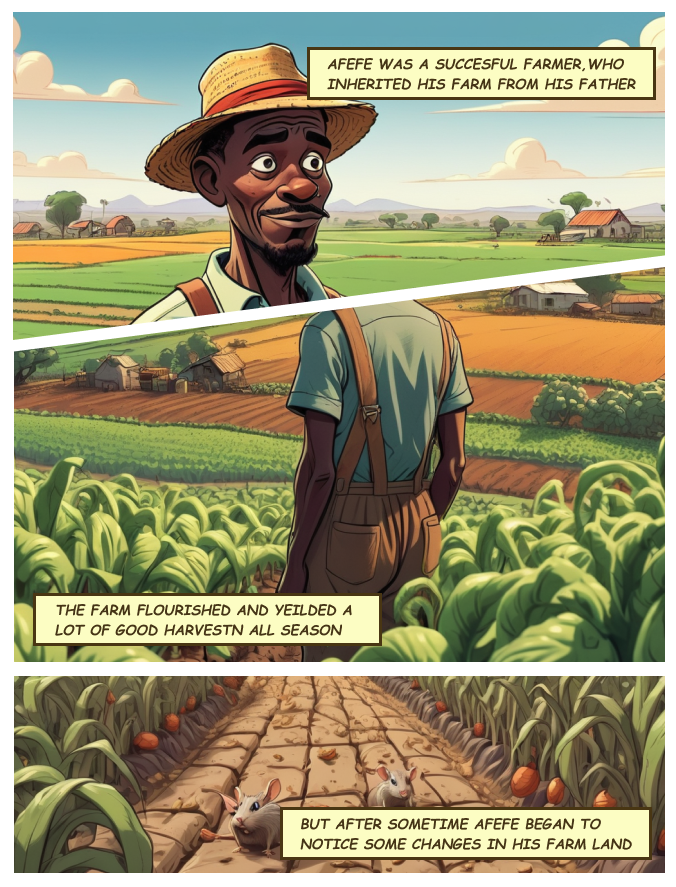 AFEFE WAS A SUCCESFUL FARMER,WHO
INHERITED HIS FARM FROM HIS FATHER
THE FARM FLOURISHED AND YEILDED A
LOT OF GOOD HARVESTN ALL SEASON
BUT AFTER SOMETIME AFEFE BEGAN TO
NOTICE SOME CHANGES IN HIS FARM LAND